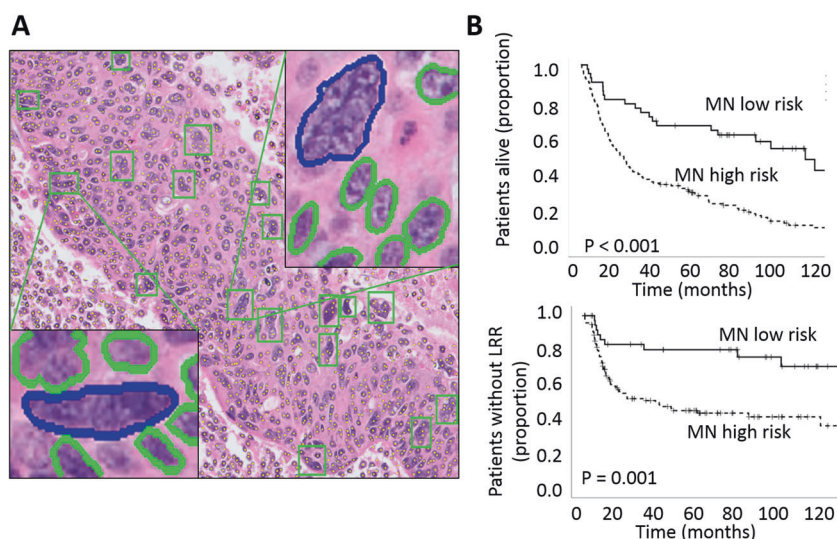 A
B
Patients alive (proportion)
1.0
0.8
0.6
0.4
0.2
0.0
MN low risk
MN high risk
P < 0.001
0 20 40 60 80 100 120
Time (months)
Patients without LRR
(proportion)
1.0
0.8
0.6
0.4
0.2
0.0
MN low risk
MN high risk
P = 0.001
0 20 40 60 80 100 120
Time (months)